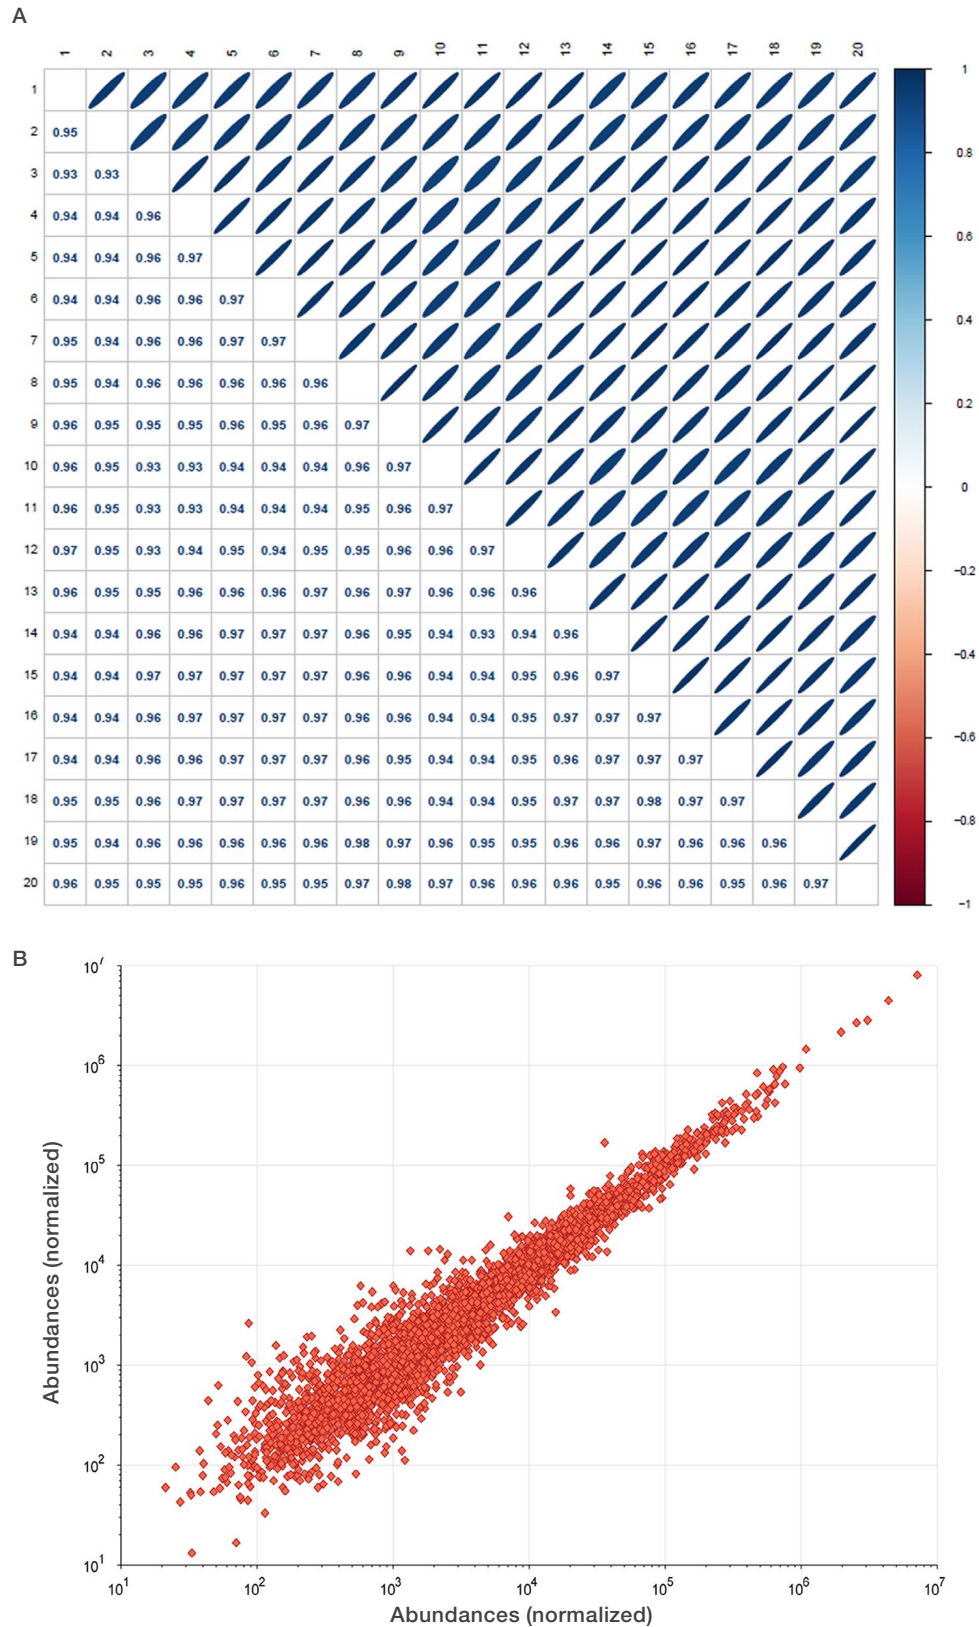 A
1 2 3 4 5 6 7 8 9 10 11 12 13 14 15 16 17 18 19 20
1 1
2 0.95
3 0.93 0.93 0.8
4 0.94 0.94 0.96
5 0.94 0.94 0.96 0.97 0.6
6 0.94 0.94 0.96 0.96 0.97
7 0.95 0.94 0.96 0.96 0.97 0.97 0.4
8 0.95 0.94 0.96 0.96 0.96 0.96 0.96 0.2
9 0.96 0.95 0.95 0.95 0.96 0.95 0.96 0.97
10 0.96 0.95 0.93 0.93 0.94 0.94 0.94 0.96 0.97 0
11 0.96 0.95 0.93 0.93 0.94 0.94 0.94 0.95 0.96 0.97
12 0.97 0.95 0.93 0.94 0.95 0.94 0.95 0.95 0.96 0.96 0.97 −0.2
13 0.96 0.95 0.95 0.96 0.96 0.96 0.97 0.96 0.97 0.96 0.96 0.96
14 0.94 0.94 0.96 0.96 0.97 0.97 0.97 0.96 0.95 0.94 0.93 0.94 0.96 −0.4
15 0.94 0.94 0.97 0.97 0.97 0.97 0.97 0.96 0.96 0.94 0.94 0.95 0.96 0.97
16 0.94 0.94 0.96 0.97 0.97 0.97 0.97 0.96 0.96 0.94 0.94 0.95 0.97 0.97 0.97 −0.6
17 0.94 0.94 0.96 0.96 0.97 0.97 0.97 0.96 0.95 0.94 0.94 0.95 0.96 0.97 0.97 0.97
18 0.95 0.95 0.96 0.97 0.97 0.97 0.97 0.96 0.96 0.94 0.94 0.95 0.97 0.97 0.98 0.97 0.97 −0.8
19 0.95 0.94 0.96 0.96 0.96 0.96 0.96 0.98 0.97 0.96 0.95 0.95 0.96 0.96 0.97 0.96 0.96 0.96
20 0.96 0.95 0.95 0.95 0.96 0.95 0.95 0.97 0.98 0.97 0.96 0.96 0.96 0.95 0.96 0.96 0.95 0.96 0.97 −1
B
10⁷
10⁶
10⁵
10⁴
10³
10²
10¹
Abundances (normalized)
10¹ 10² 10³ 10⁴ 10⁵ 10⁶ 10⁷
Abundances (normalized)